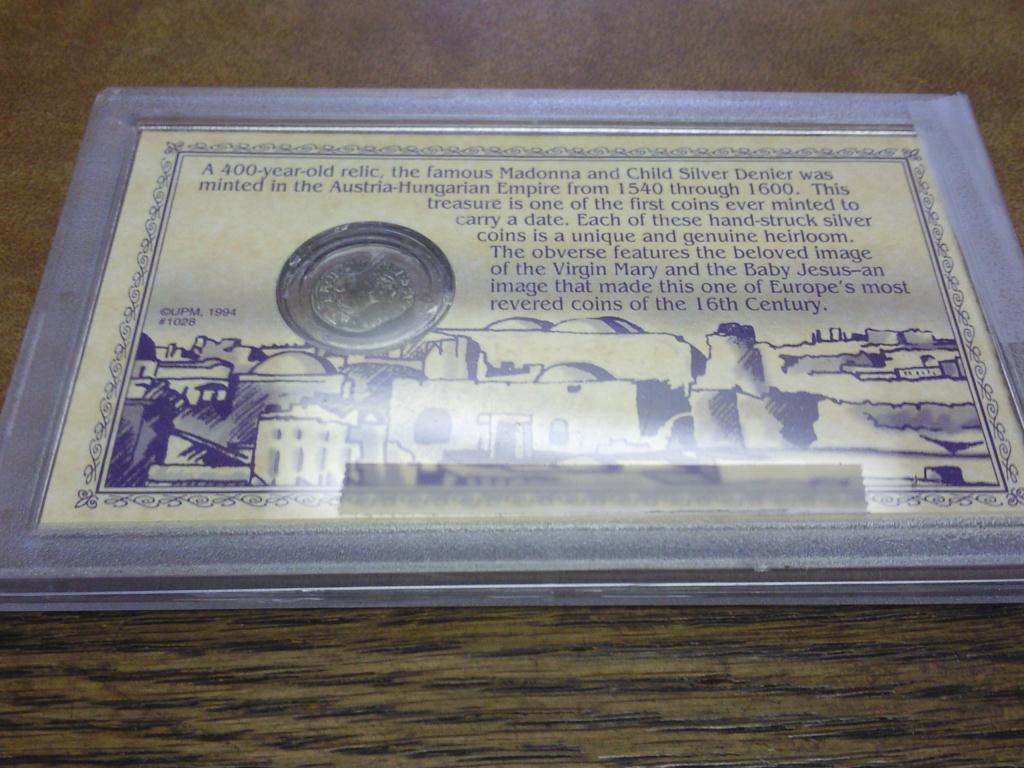 A 400-year-old relic, the famous Madonna and Child Silver Denier was
minted in the Austria-Hungarian Empire from 1540 through 1600. This
treasure is one of the first coins ever minted to
carry a date. Each of these hand-struck silver
coins is a unique and genuine heirloom.
The obverse features the beloved image
of the Virgin Mary and the Baby Jesus–an
image that made this one of Europe's most
revered coins of the 16th Century.
©UPM, 1994
#1028